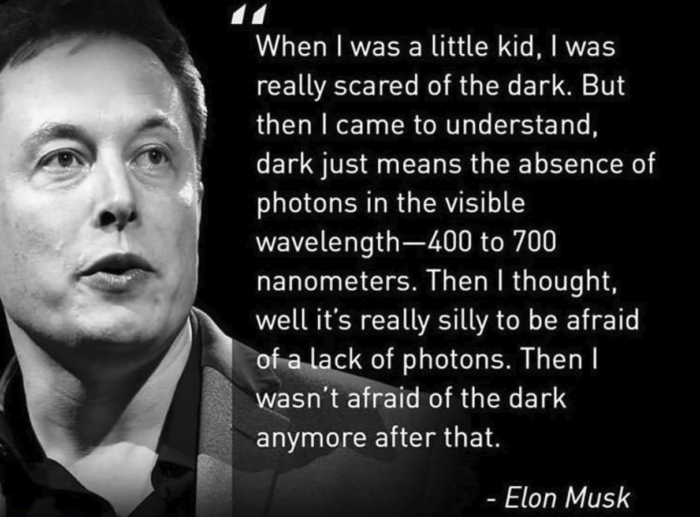 “
When I was a little kid, I was
really scared of the dark. But
then I came to understand,
dark just means the absence of
photons in the visible
wavelength—400 to 700
nanometers. Then I thought,
well it's really silly to be afraid
of a lack of photons. Then I
wasn't afraid of the dark
anymore after that.
- Elon Musk